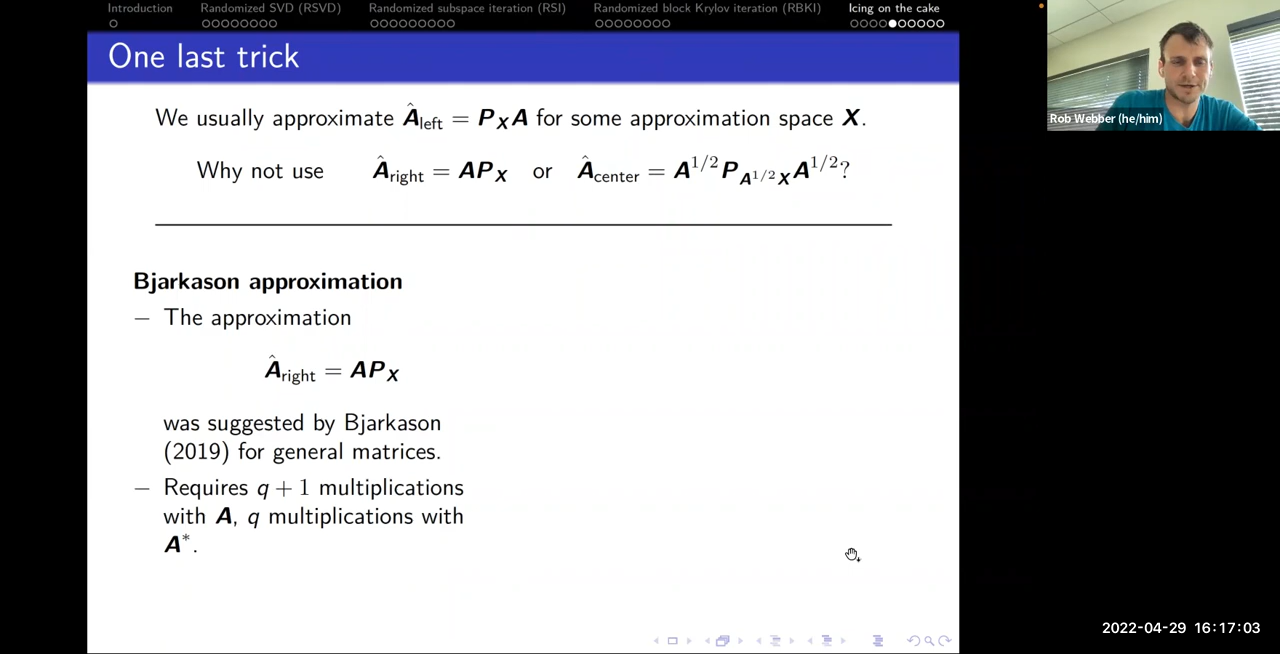 Introduction Randomized SVD (RSVD) Randomized subspace iteration (RSI) Randomized block Krylov iteration (RBKI) Icing on the cake
One last trick
We usually approximate Â_left = P_X A for some approximation space X.
Why not use Â_right = AP_X or Â_center = A^{1/2} P_{A^{1/2}X} A^{1/2}?
Bjarkason approximation
– The approximation
Â_right = AP_X
was suggested by Bjarkason
(2019) for general matrices.
– Requires q + 1 multiplications
with A, q multiplications with
A*.
Rob Webber (he/him)
2022-04-29 16:17:03